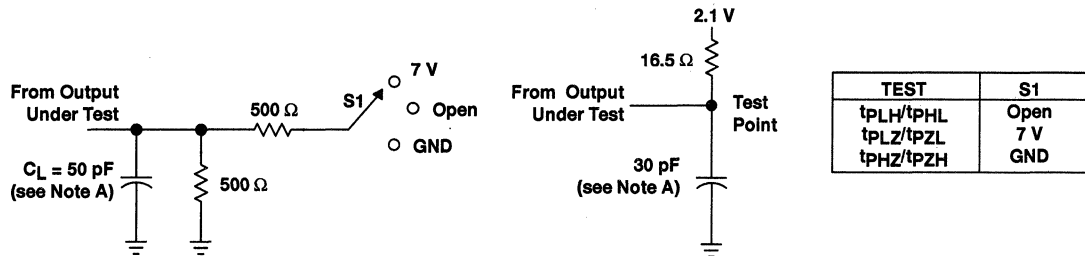 From Output
Under Test
500 Ω
S1
7 V
Open
GND
CL = 50 pF
(see Note A)
500 Ω
2.1 V
16.5 Ω
From Output
Under Test
Test
Point
30 pF
(see Note A)
TEST S1
tPLH/tPHL Open
tPLZ/tPZL 7 V
tPHZ/tPZH GND